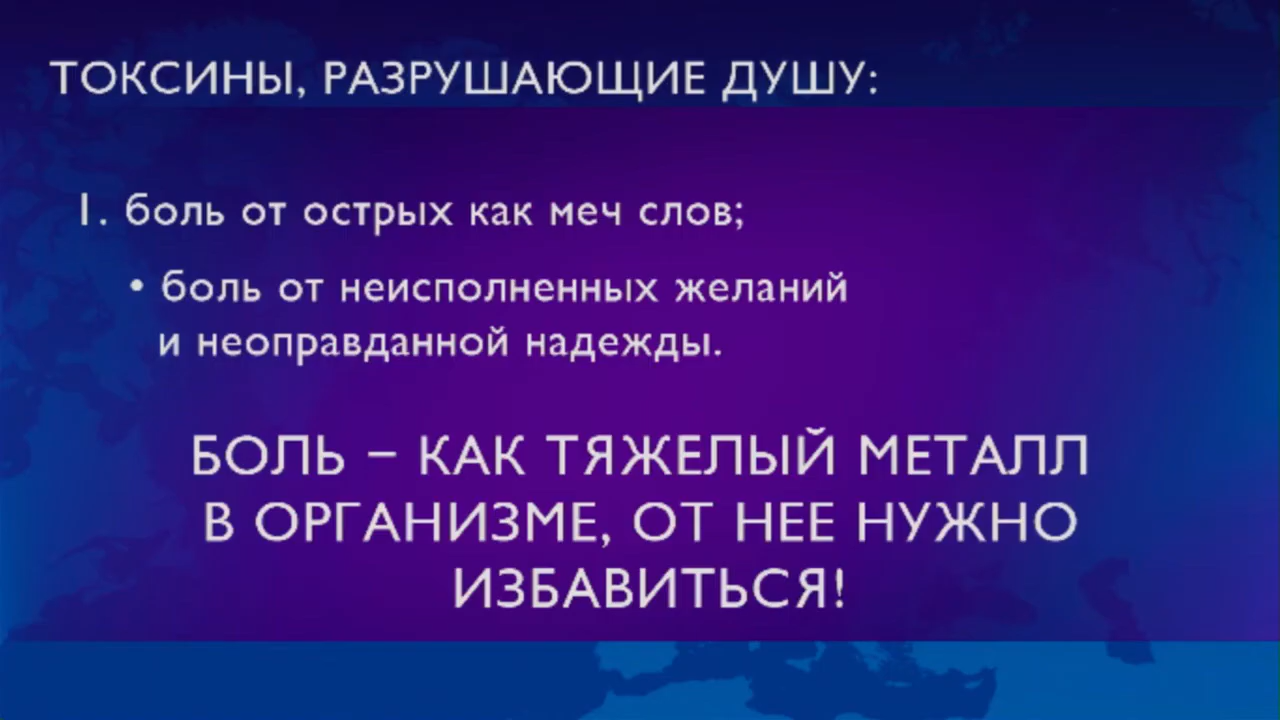 ТОКСИНЫ, РАЗРУШАЮЩИЕ ДУШУ:
1. боль от острых как меч слов;
• боль от неисполненных желаний
и неоправданной надежды.
БОЛЬ – КАК ТЯЖЕЛЫЙ МЕТАЛЛ
В ОРГАНИЗМЕ, ОТ НЕЕ НУЖНО
ИЗБАВИТЬСЯ!